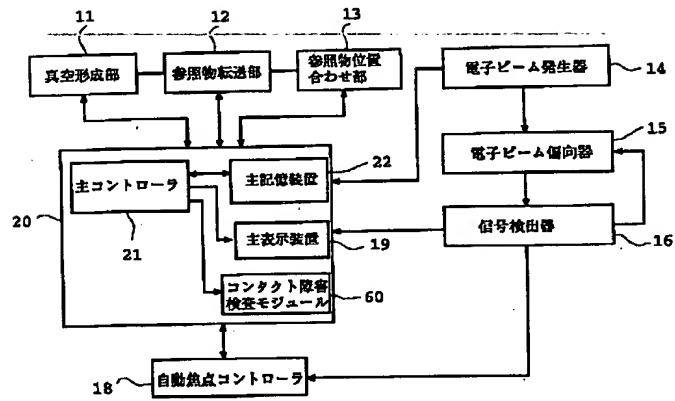 11
12
13
真空形成部
参照物転送部
参照物位置
合わせ部
電子ビーム発生器
14
15
電子ビーム偏向器
22
主コントローラ
主記憶装置
20
21
主表示装置
19
信号検出器
16
コンタクト障害
検査モジュール
60
自動焦点コントローラ
18